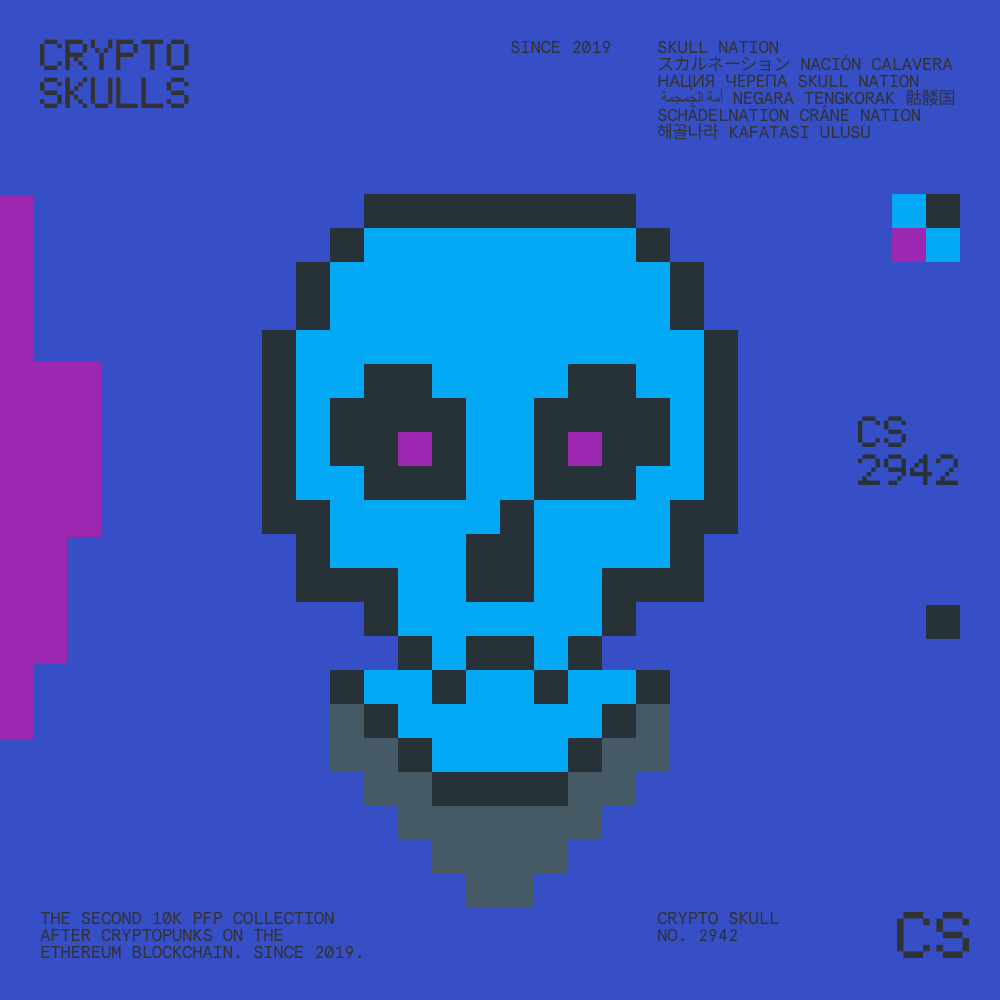 CRYPTO
SKULLS
SINCE 2019
SKULL NATION
スカルネーション NACIÓN CALAVERA
НАЦИЯ ЧЕРЕПА SKULL NATION
أمة الجمجمة NEGARA TENGKORAK 骷髅国
SCHÄDELNATION CRÂNE NATION
해골나라 KAFATASI ULUSU
CS
2942
THE SECOND 10K PFP COLLECTION
AFTER CRYPTOPUNKS ON THE
ETHEREUM BLOCKCHAIN. SINCE 2019.
CRYPTO SKULL
NO. 2942
CS